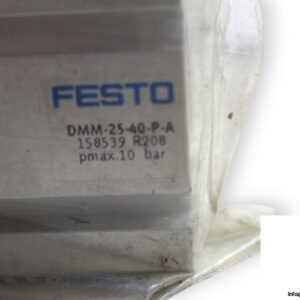 FESTO
DMM-25-40-P-A
158539 R208
pmax.10 bar